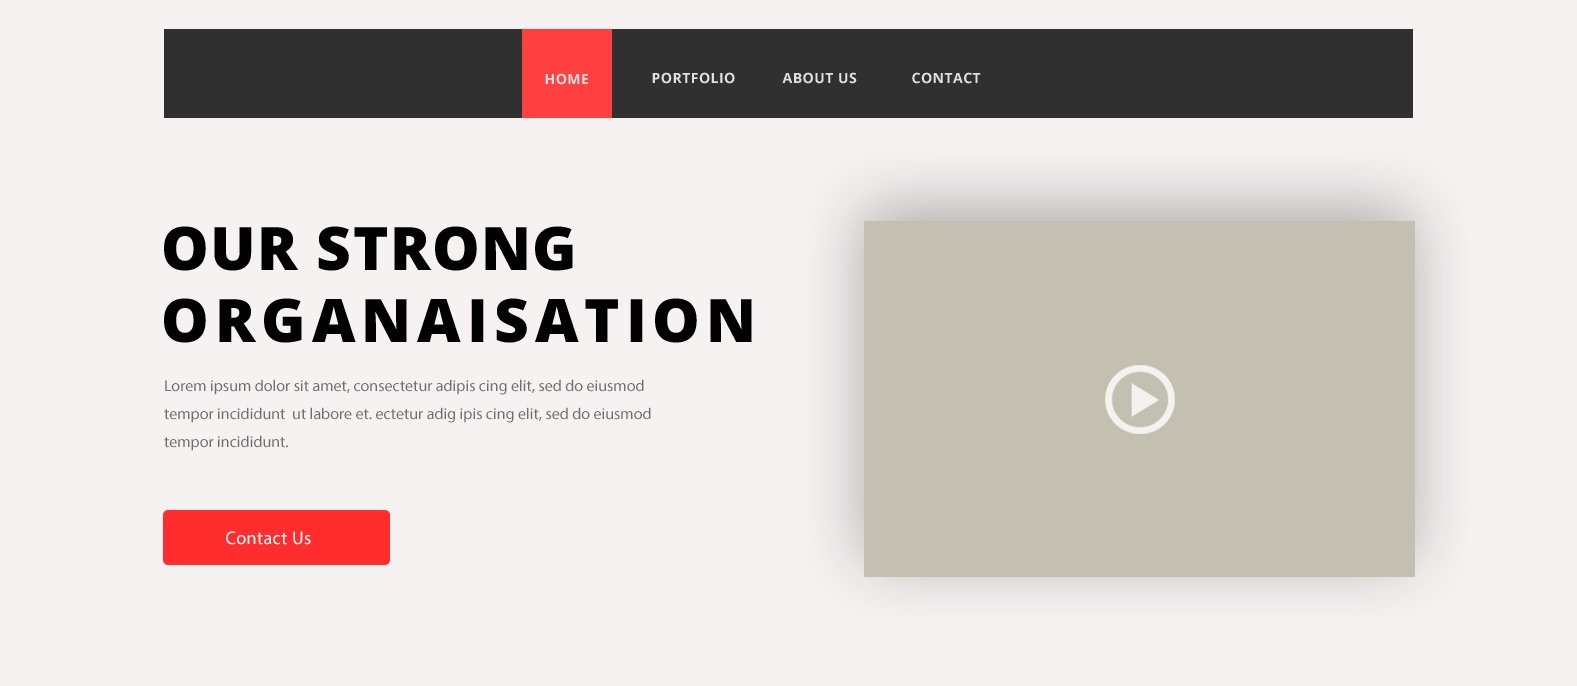 HOME PORTFOLIO ABOUT US CONTACT
OUR STRONG
ORGANAISATION
Lorem ipsum dolor sit amet, consectetur adipis cing elit, sed do eiusmod
tempor incididunt  ut labore et. ectetur adig ipis cing elit, sed do eiusmod
tempor incididunt.
Contact Us